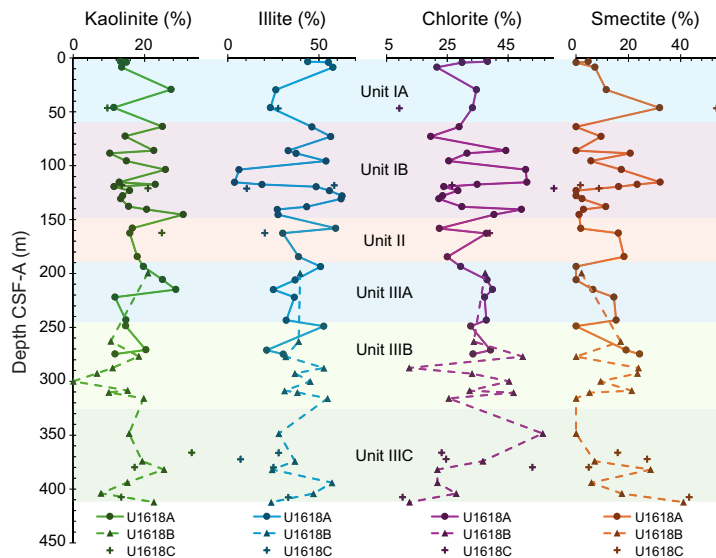 Kaolinite (%) Illite (%) Chlorite (%) Smectite (%)
0 20 0 50 5 25 45 0 20 40
Depth CSF-A (m)
0
50
100
150
200
250
300
350
400
450
Unit IA
Unit IB
Unit II
Unit IIIA
Unit IIIB
Unit IIIC
U1618A U1618A U1618A U1618A
U1618B U1618B U1618B U1618B
U1618C U1618C U1618C U1618C